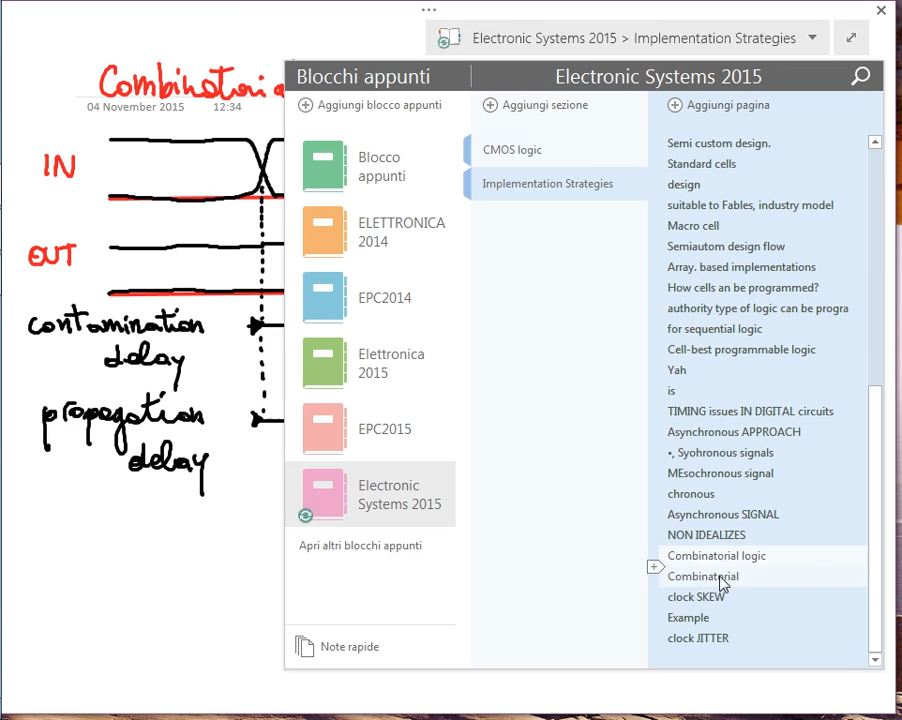 Electronic Systems 2015 > Implementation Strategies
Combinatoria
04 November 2015 12:34
IN
OUT
contamination
delay
propagation
delay
Blocchi appunti
Electronic Systems 2015
Aggiungi blocco appunti
Aggiungi sezione
Aggiungi pagina
Blocco
appunti
ELETTRONICA
2014
EPC2014
Elettronica
2015
EPC2015
Electronic
Systems 2015
Apri altri blocchi appunti
Note rapide
CMOS logic
Implementation Strategies
Semi custom design.
Standard cells
design
suitable to Fables, industry model
Macro cell
Semiautom design flow
Array. based implementations
How cells an be programmed?
authority type of logic can be progra
for sequential logic
Cell-best programmable logic
Yah
is
TIMING issues IN DIGITAL circuits
Asynchronous APPROACH
•, Syohronous signals
MEsochronous signal
chronous
Asynchronous SIGNAL
NON IDEALIZES
Combinatorial logic
Combinatorial
clock SKEW
Example
clock JITTER